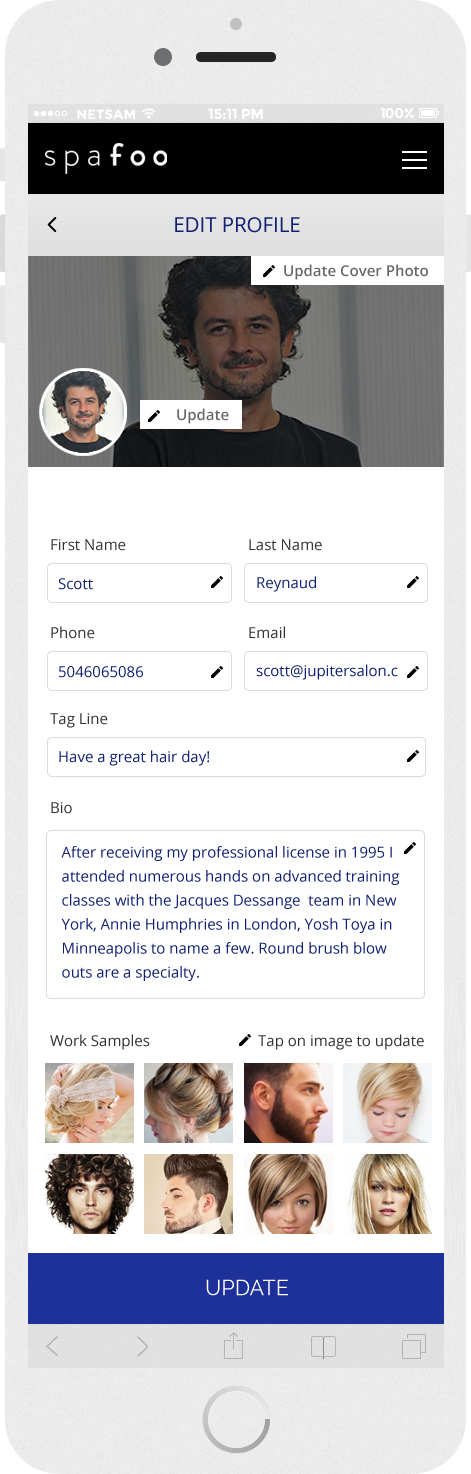 NETSAM 15:11 PM 100%
spafoo
EDIT PROFILE
Update Cover Photo
Update
First Name Last Name
Scott Reynaud
Phone Email
5046065086 scott@jupitersalon.c
Tag Line
Have a great hair day!
Bio
After receiving my professional license in 1995 I
attended numerous hands on advanced training
classes with the Jacques Dessange team in New
York, Annie Humphries in London, Yosh Toya in
Minneapolis to name a few. Round brush blow
outs are a specialty.
Work Samples Tap on image to update
UPDATE